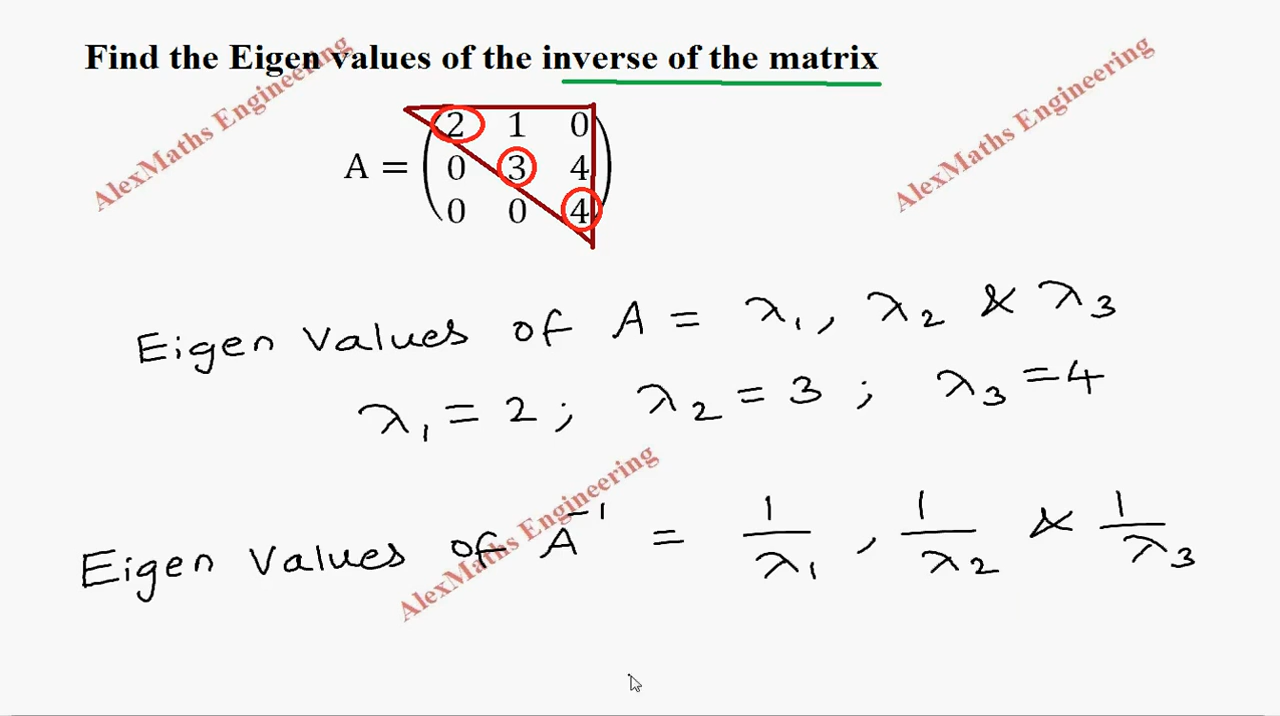 Find the Eigen values of the inverse of the matrix
AlexMaths Engineering
AlexMaths Engineering
2 1 0
A = 0 3 4
0 0 4
Eigen Values of A = λ₁, λ₂ & λ₃
λ₁ = 2 ; λ₂ = 3 ; λ₃ = 4
AlexMaths Engineering
Eigen Values of A⁻¹ = 1/λ₁ , 1/λ₂ & 1/λ₃